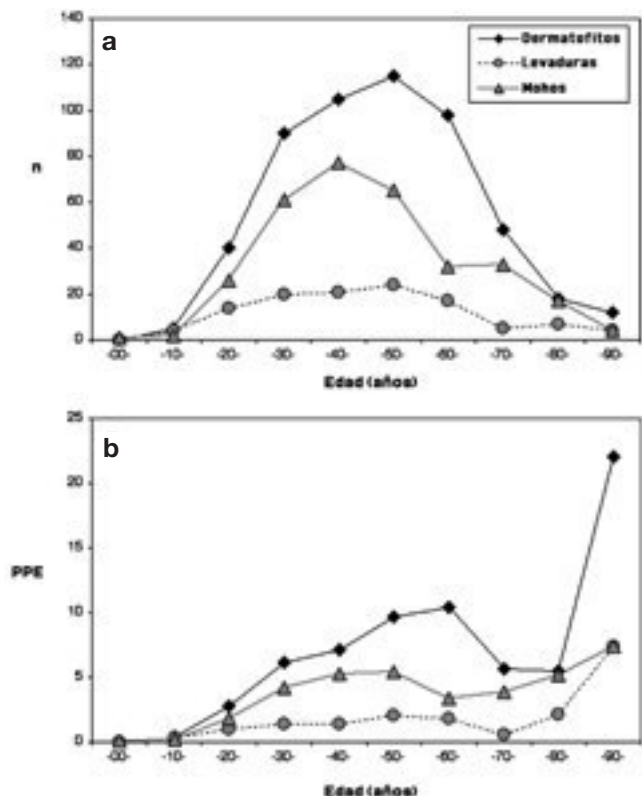 a
140
120
100
80
60
40
20
0
n
Dermatofitos
Levaduras
Mohos
-00- -10- -20- -30- -40- -50- -60- -70- -80- -90-
Edad (años)
b
25
20
15
10
5
0
PPE
-00- -10- -20- -30- -40- -50- -60- -70- -80- -90-
Edad (años)